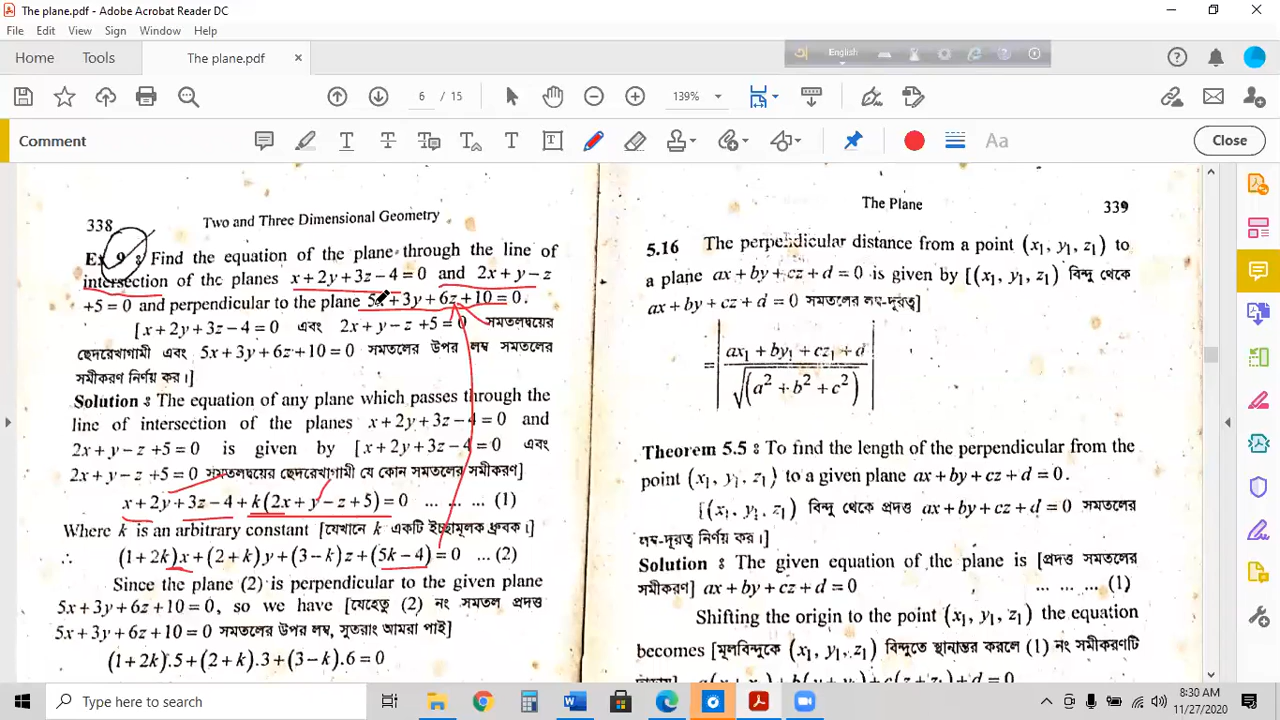 The plane.pdf - Adobe Acrobat Reader DC
File Edit View Sign Window Help
Home Tools The plane.pdf
English
6 / 15 139%
Comment
Close
338 Two and Three Dimensional Geometry
Ex 9 : Find the equation of the plane through the line of
intersection of the planes x+2y+3z−4=0 and 2x+y−z
+5=0 and perpendicular to the plane 5x+3y+6z+10=0.
[x+2y+3z−4=0 এবং 2x+y−z+5=0 সমতলদ্বয়ের
ছেদরেখাগামী এবং 5x+3y+6z+10=0 সমতলের উপর লম্ব সমতলের
সমীকরণ নির্ণয় কর।]
Solution : The equation of any plane which passes through the
line of intersection of the planes x+2y+3z−4=0 and
2x+y−z+5=0 is given by [x+2y+3z−4=0 এবং
2x+y−z+5=0 সমতলদ্বয়ের ছেদরেখাগামী যে কোন সমতলের সমীকরণ]
x+2y+3z−4+k(2x+y−z+5)=0 ... ... ... (1)
Where k is an arbitrary constant [যেখানে k একটি ইচ্ছামূলক ধ্রুবক।]
∴ (1+2k)x+(2+k)y+(3−k)z+(5k−4)=0 ...(2)
Since the plane (2) is perpendicular to the given plane
5x+3y+6z+10=0, so we have [যেহেতু (2) নং সমতল প্রদত্ত
5x+3y+6z+10=0 সমতলের উপর লম্ব, সুতরাং আমরা পাই]
(1+2k).5+(2+k).3+(3−k).6=0
The Plane 339
5.16 The perpendicular distance from a point (x₁, y₁, z₁) to
a plane ax+by+cz+d=0 is given by [(x₁, y₁, z₁) বিন্দু থেকে
ax+by+cz+d=0 সমতলের লম্ব-দূরত্ব]
=|(ax₁+by₁+cz₁+d)/√(a²+b²+c²)|
Theorem 5.5 : To find the length of the perpendicular from the
point (x₁, y₁, z₁) to a given plane ax+by+cz+d=0.
[(x₁, y₁, z₁) বিন্দু থেকে প্রদত্ত ax+by+cz+d=0 সমতলের
লম্ব-দূরত্ব নির্ণয় কর।]
Solution : The given equation of the plane is [প্রদত্ত সমতলের
সমীকরণ] ax+by+cz+d=0 ... ... ... (1)
Shifting the origin to the point (x₁, y₁, z₁) the equation
becomes [মূলবিন্দুকে (x₁, y₁, z₁) বিন্দুতে স্থানান্তর করলে (1) নং সমীকরণটি
Type here to search
8:30 AM
11/27/2020